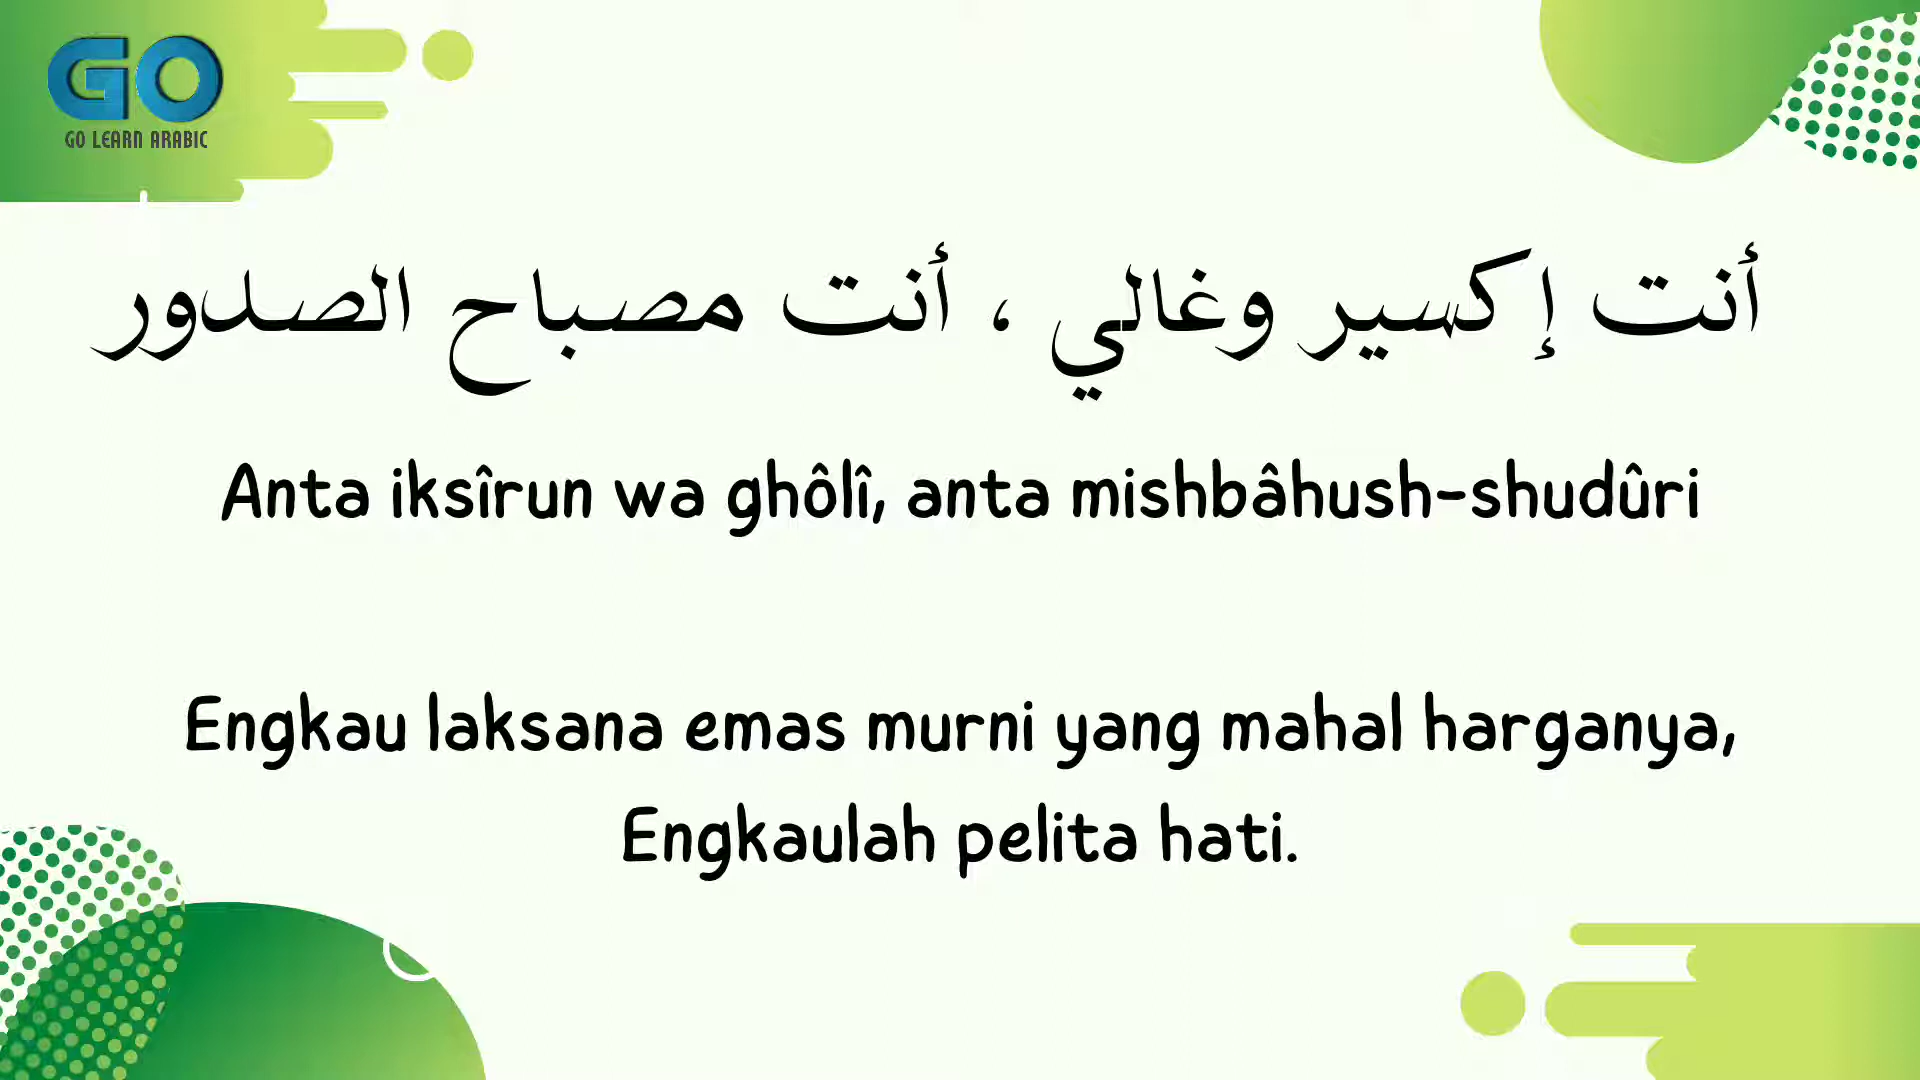 GO
GO LEARN ARABIC
أنت إكسير وغالي ، أنت مصباح الصدور
Anta iksîrun wa ghôlî, anta mishbâhush-shudûri
Engkau laksana emas murni yang mahal harganya,
Engkaulah pelita hati.